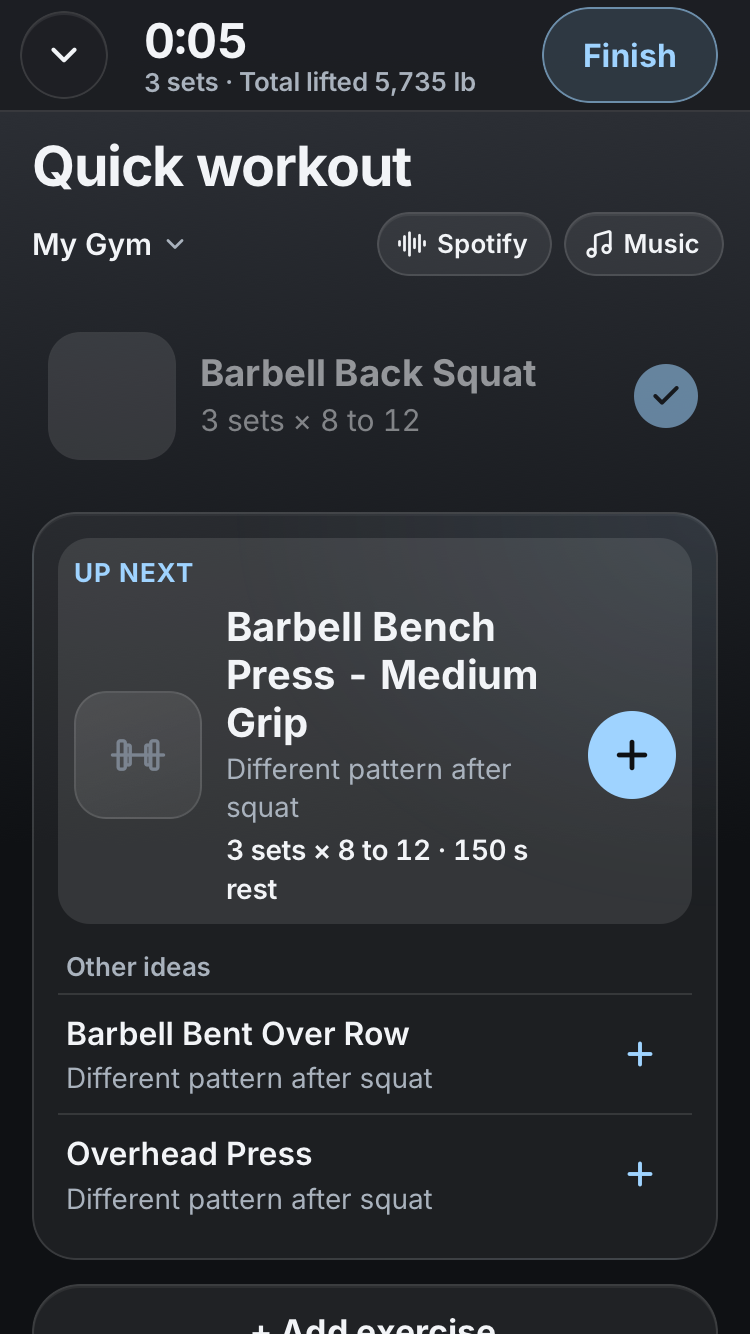 0:05
3 sets · Total lifted 5,735 lb
Finish
Quick workout
My Gym
Spotify
Music
Barbell Back Squat
3 sets × 8 to 12
UP NEXT
Barbell Bench
Press - Medium
Grip
Different pattern after
squat
3 sets × 8 to 12 · 150 s
rest
Other ideas
Barbell Bent Over Row
Different pattern after squat
Overhead Press
Different pattern after squat
+ Add exercise